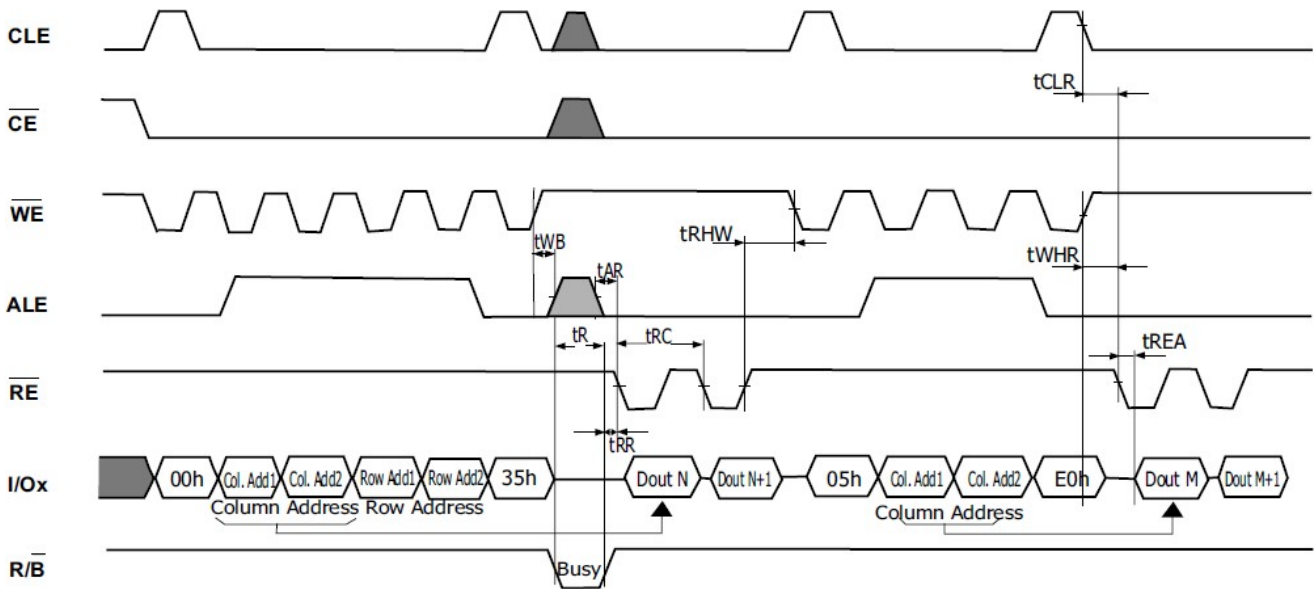 CLE
tCLR
CE
WE
tWB
tRHW
tWHR
tAR
ALE
tR
tRC
tREA
RE
tRR
I/Ox
00h
Col. Add1
Col. Add2
Row Add1
Row Add2
35h
Dout N
Dout N+1
05h
Col. Add1
Col. Add2
E0h
Dout M
Dout M+1
Column Address
Row Address
Column Address
R/B
Busy